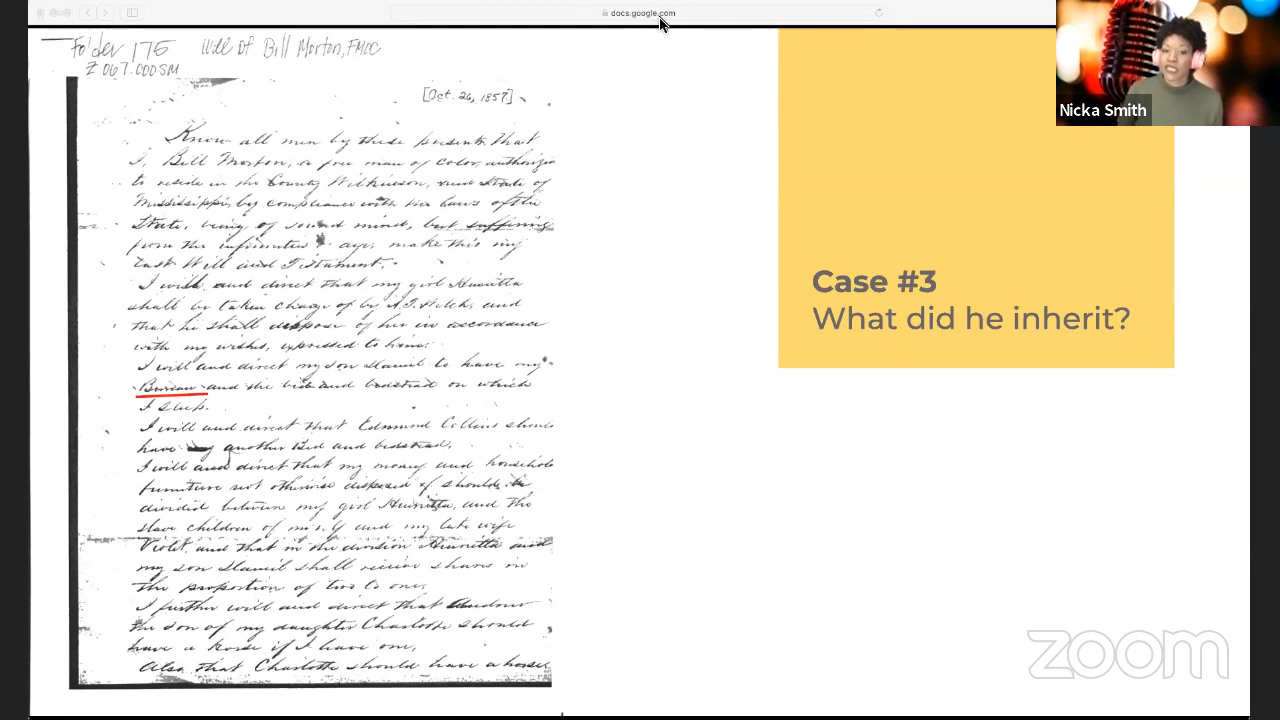 docs.google.com
Nicka Smith
Folder 175 Will of Bill Morton, FMOC
Z 067.000 SM
[Oct. 26, 1857]
Know all men by these presents that
I, Bill Morton, a free man of color, authorize
to reside in the County Wilkinson, and State of
Mississippi, by compliance with the laws of the
State, being of sound mind, but suffering
from the infirmities age, make this my
Last Will and Testament.
I will and direct that my girl Henrietta
shall be taken charge of by Welch, and
that he shall dispose of her in accordance
with my wishes, expressed to him.
I will and direct my son to have my
Bureau and the bed and bedstead on which
I sleep.
I will and direct that Edmund Collins should
have another Bed and bedstead.
I will and direct that my money and household
furniture not otherwise disposed of should be
divided between my girl Henrietta, and the
slave children of myself and my late wife
Violet, and that in the division Henrietta and
my son shall receive shares in
the proportion of two to one.
I further will and direct that
the son of my daughter Charlotte should
have a horse if I have one.
Also that Charlotte should have a horse
Case #3
What did he inherit?
zoom